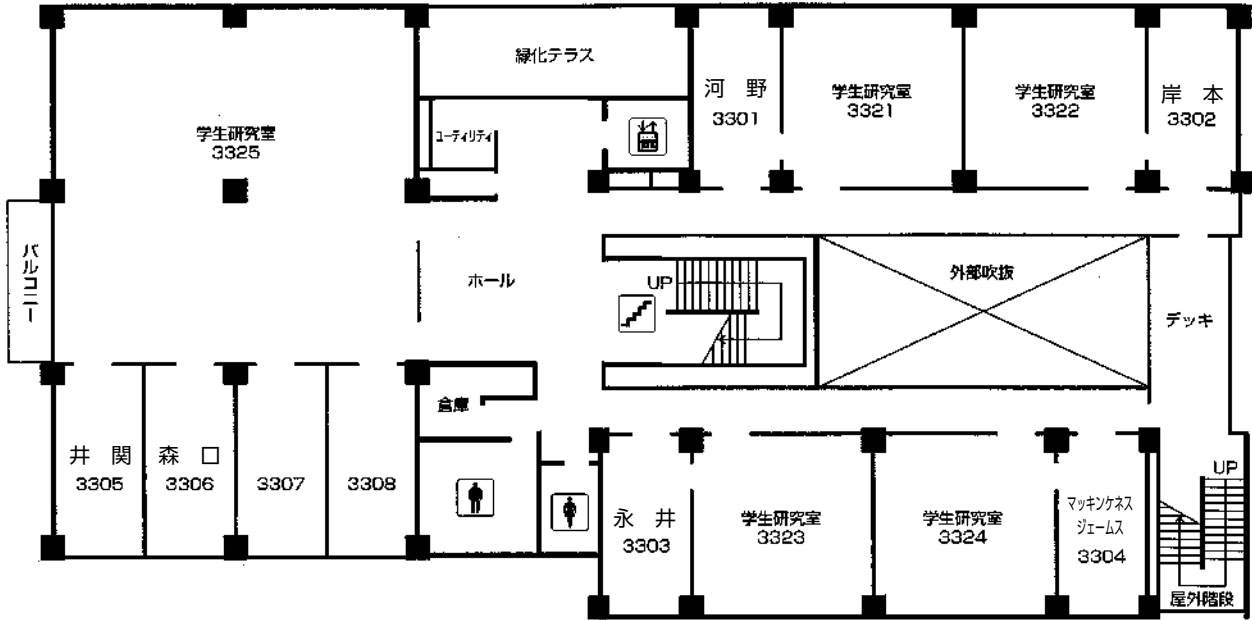 緑化テラス
河 野
3301
学生研究室
3321
学生研究室
3322
岸 本
3302
学生研究室
3325
ユーティリティ
バルコニー
ホール
UP
外部吹抜
デッキ
倉庫
井 関
3305
森 口
3306
3307
3308
永 井
3303
学生研究室
3323
学生研究室
3324
マッキンケネス
ジェームス
3304
UP
屋外階段